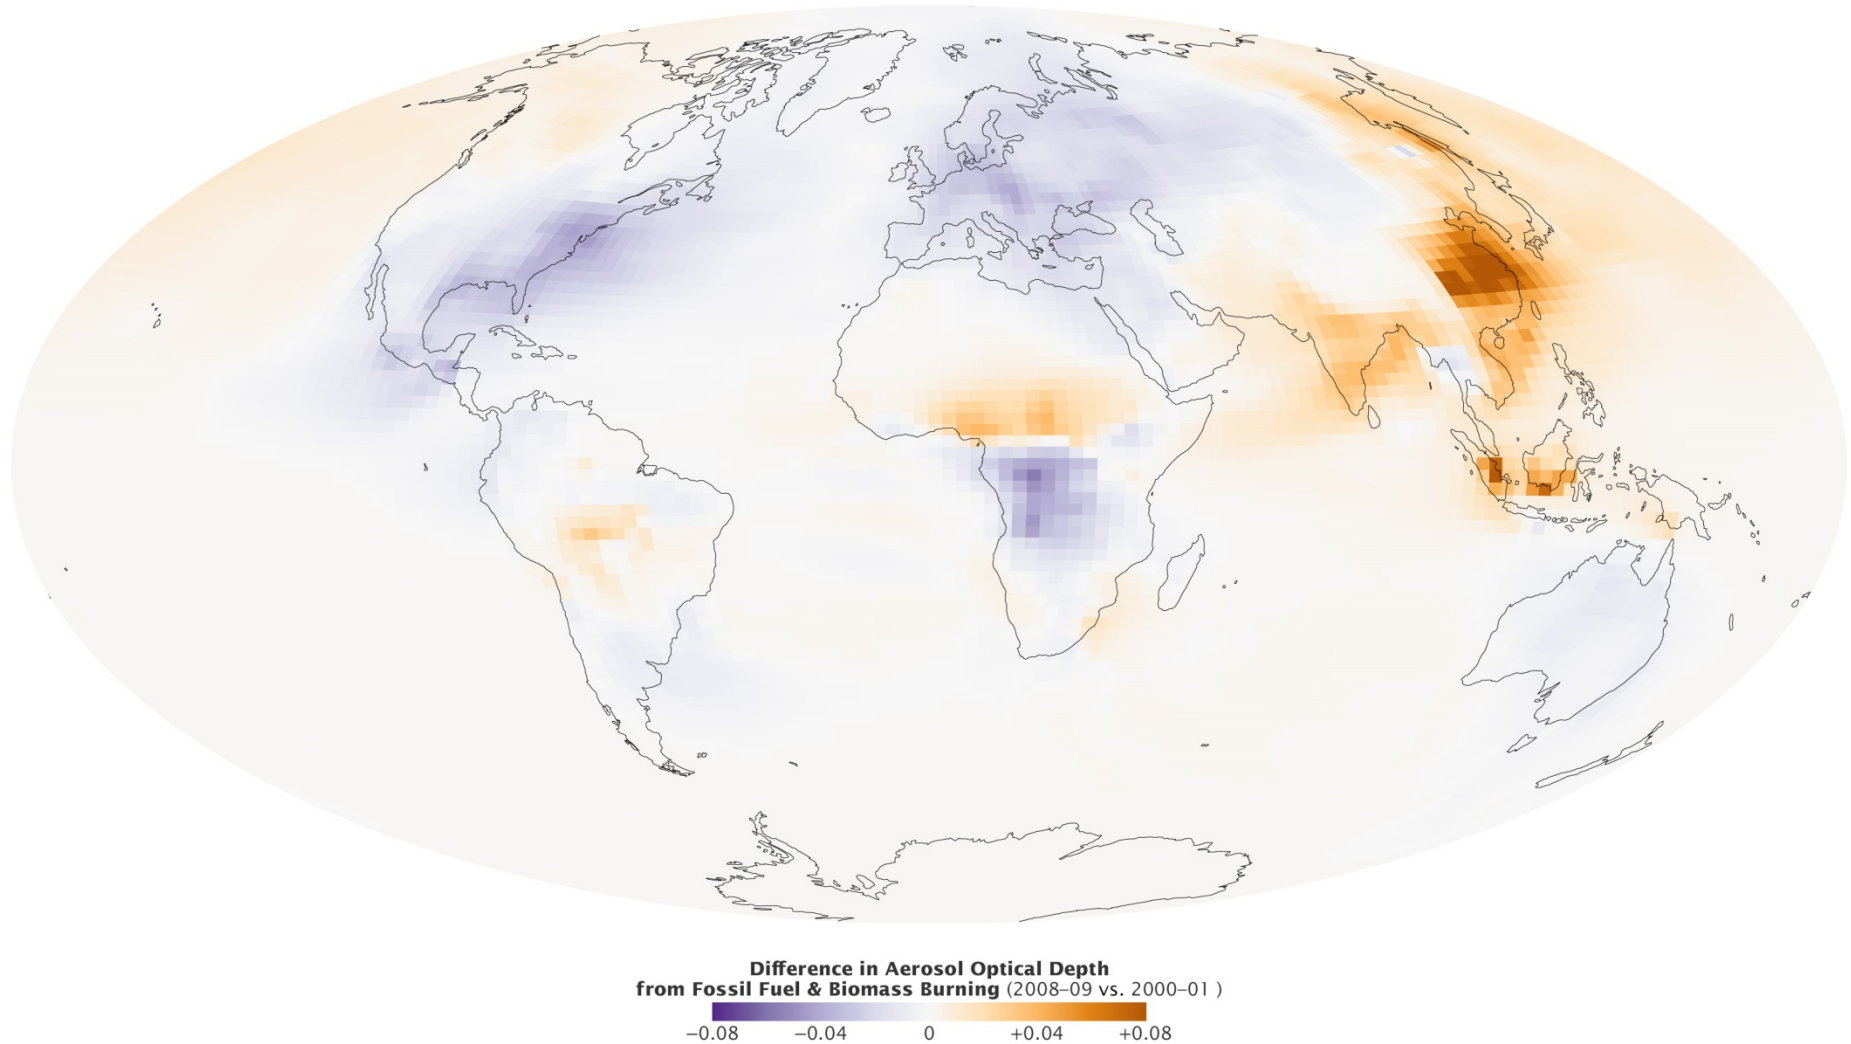 Difference in Aerosol Optical Depth
from Fossil Fuel & Biomass Burning (2008–09 vs. 2000–01 )
−0.08 −0.04 0 +0.04 +0.08